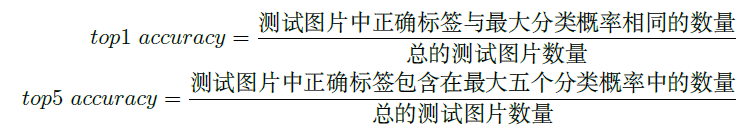 top1 accuracy = 测试图片中正确标签与最大分类概率相同的数量
总的测试图片数量
top5 accuracy = 测试图片中正确标签包含在最大五个分类概率中的数量
总的测试图片数量